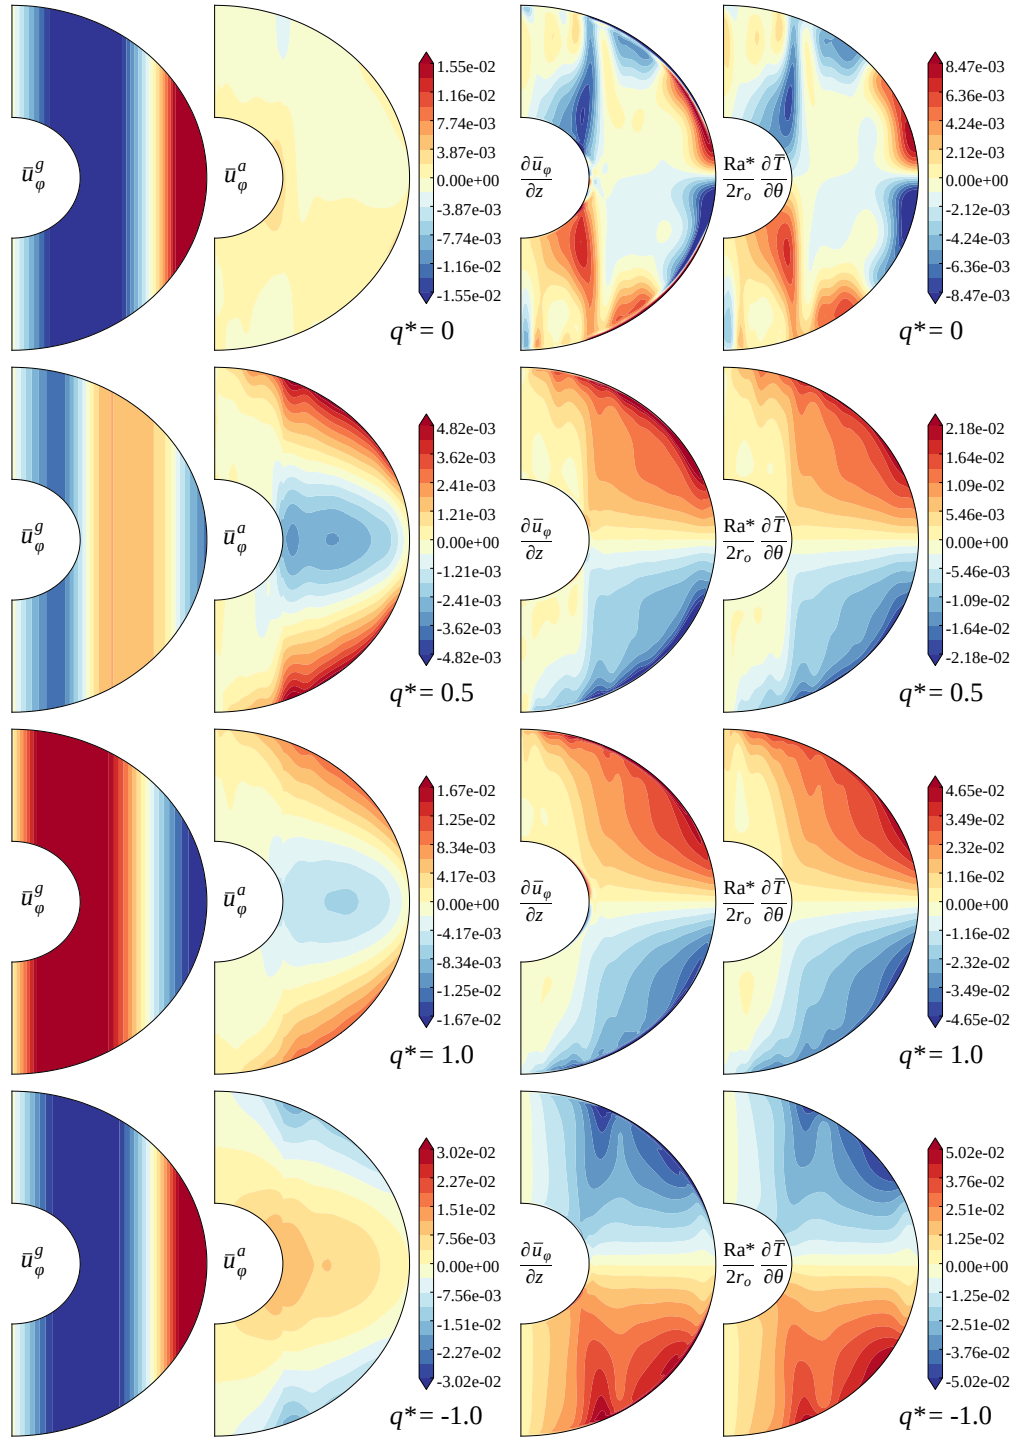 ū_φ^g
ū_φ^a
1.55e-02
1.16e-02
7.74e-03
3.87e-03
0.00e+00
-3.87e-03
-7.74e-03
-1.16e-02
-1.55e-02
q* = 0
∂ū_φ/∂z
Ra*/2r_o ∂T̄/∂θ
8.47e-03
6.36e-03
4.24e-03
2.12e-03
0.00e+00
-2.12e-03
-4.24e-03
-6.36e-03
-8.47e-03
q* = 0
ū_φ^g
ū_φ^a
4.82e-03
3.62e-03
2.41e-03
1.21e-03
0.00e+00
-1.21e-03
-2.41e-03
-3.62e-03
-4.82e-03
q* = 0.5
∂ū_φ/∂z
Ra*/2r_o ∂T̄/∂θ
2.18e-02
1.64e-02
1.09e-02
5.46e-03
0.00e+00
-5.46e-03
-1.09e-02
-1.64e-02
-2.18e-02
q* = 0.5
ū_φ^g
ū_φ^a
1.67e-02
1.25e-02
8.34e-03
4.17e-03
0.00e+00
-4.17e-03
-8.34e-03
-1.25e-02
-1.67e-02
q* = 1.0
∂ū_φ/∂z
Ra*/2r_o ∂T̄/∂θ
4.65e-02
3.49e-02
2.32e-02
1.16e-02
0.00e+00
-1.16e-02
-2.32e-02
-3.49e-02
-4.65e-02
q* = 1.0
ū_φ^g
ū_φ^a
3.02e-02
2.27e-02
1.51e-02
7.56e-03
0.00e+00
-7.56e-03
-1.51e-02
-2.27e-02
-3.02e-02
q* = -1.0
∂ū_φ/∂z
Ra*/2r_o ∂T̄/∂θ
5.02e-02
3.76e-02
2.51e-02
1.25e-02
0.00e+00
-1.25e-02
-2.51e-02
-3.76e-02
-5.02e-02
q* = -1.0